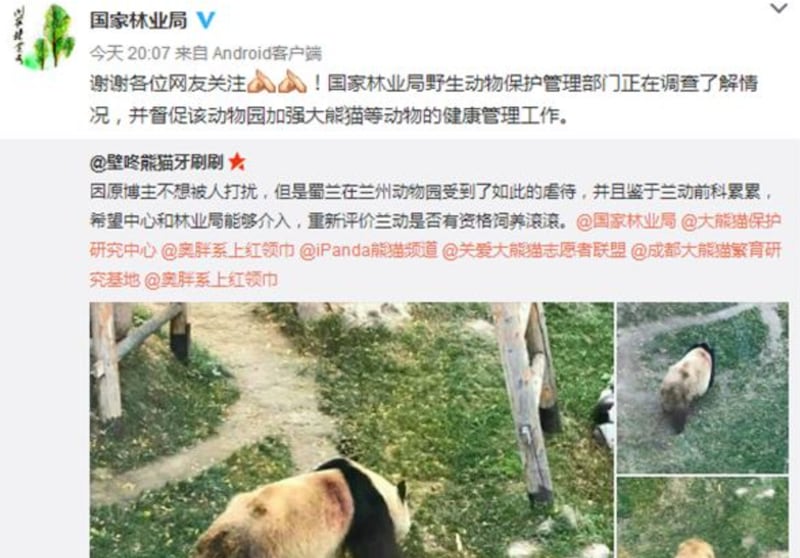 国家林业局
今天 20:07 来自 Android客户端
谢谢各位网友关注🙏🙏！国家林业局野生动物保护管理部门正在调查了解情
况，并督促该动物园加强大熊猫等动物的健康管理工作。
@壁咚熊猫牙刷刷
因原博主不想被人打扰，但是蜀兰在兰州动物园受到了如此的虐待，并且鉴于兰动前科累累，
希望中心和林业局能够介入，重新评价兰动是否有资格饲养滚滚。@国家林业局 @大熊猫保护
研究中心 @奥胖系上红领巾 @iPanda熊猫频道 @关爱大熊猫志愿者联盟 @成都大熊猫繁育研
究基地 @奥胖系上红领巾